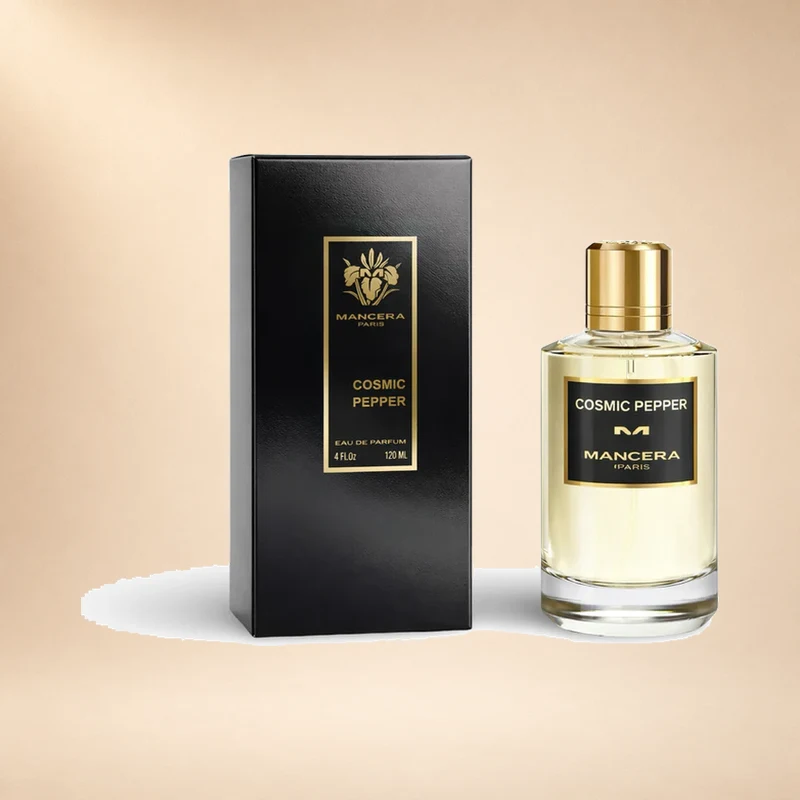 MANCERA
PARIS
COSMIC
PEPPER
EAU DE PARFUM
4 FL.Oz 120 ML
COSMIC PEPPER
M
MANCERA
PARIS